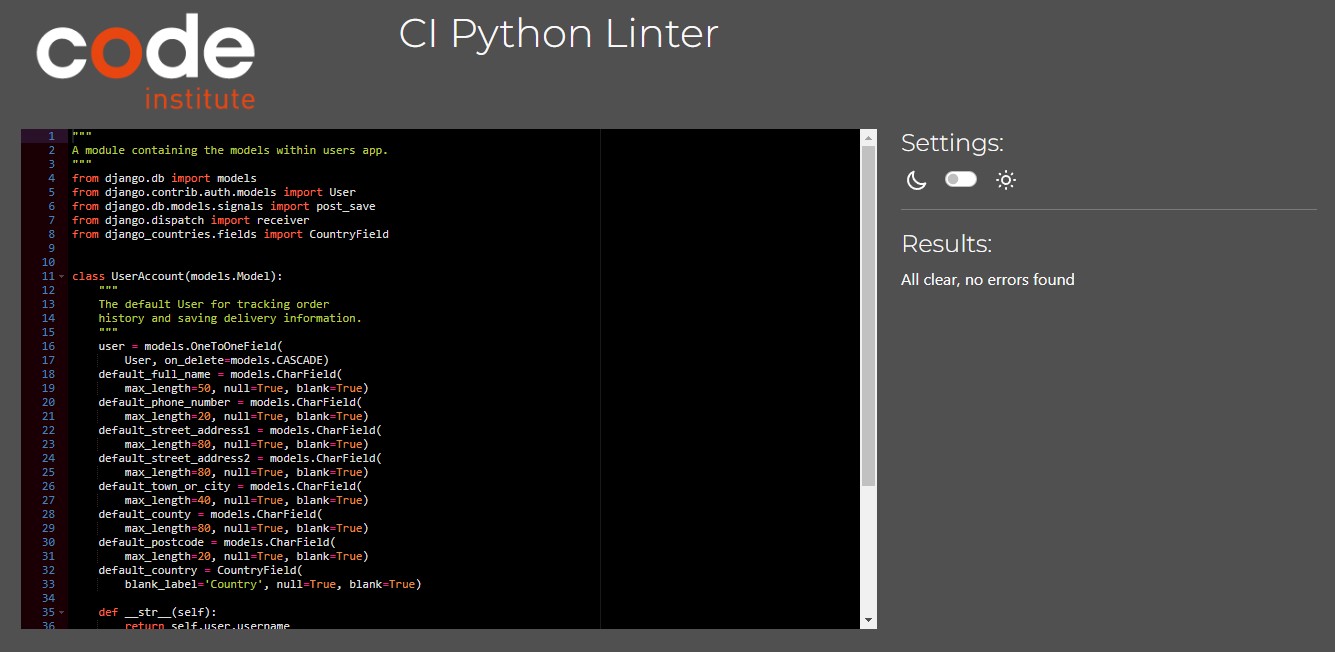 code
institute
CI Python Linter
1 """
2 A module containing the models within users app.
3 """
4 from django.db import models
5 from django.contrib.auth.models import User
6 from django.db.models.signals import post_save
7 from django.dispatch import receiver
8 from django_countries.fields import CountryField
9
10
11 class UserAccount(models.Model):
12     """
13     The default User for tracking order
14     history and saving delivery information.
15     """
16     user = models.OneToOneField(
17         User, on_delete=models.CASCADE)
18     default_full_name = models.CharField(
19         max_length=50, null=True, blank=True)
20     default_phone_number = models.CharField(
21         max_length=20, null=True, blank=True)
22     default_street_address1 = models.CharField(
23         max_length=80, null=True, blank=True)
24     default_street_address2 = models.CharField(
25         max_length=80, null=True, blank=True)
26     default_town_or_city = models.CharField(
27         max_length=40, null=True, blank=True)
28     default_county = models.CharField(
29         max_length=80, null=True, blank=True)
30     default_postcode = models.CharField(
31         max_length=20, null=True, blank=True)
32     default_country = CountryField(
33         blank_label='Country', null=True, blank=True)
34
35     def __str__(self):
36         return self.user.username
Settings:
Results:
All clear, no errors found